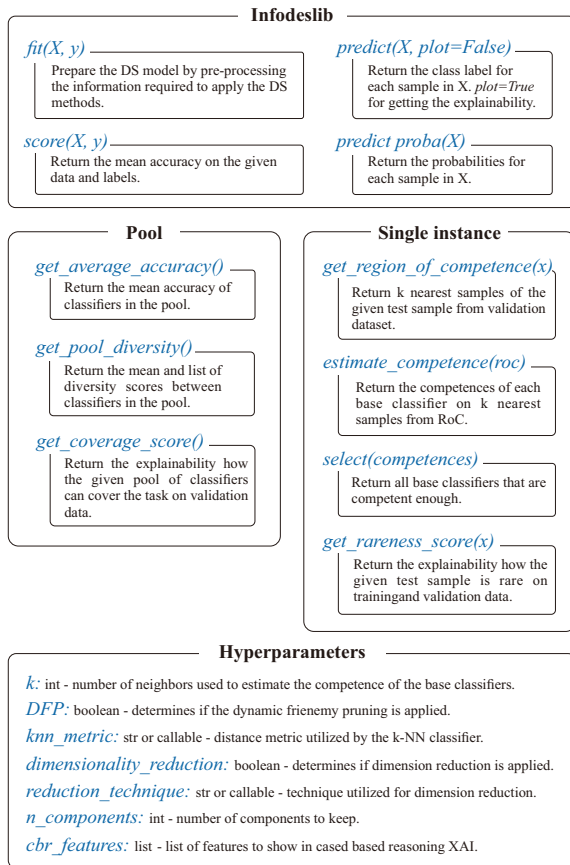 Infodeslib
fit(X, y)
Prepare the DS model by pre-processing
the information required to apply the DS
methods.
score(X, y)
Return the mean accuracy on the given
data and labels.
predict(X, plot=False)
Return the class label for
each sample in X. plot=True
for getting the explainability.
predict proba(X)
Return the probabilities for
each sample in X.
Pool
get_average_accuracy()
Return the mean accuracy of
classifiers in the pool.
get_pool_diversity()
Return the mean and list of
diversity scores between
classifiers in the pool.
get_coverage_score()
Return the explainability how
the given pool of classifiers
can cover the task on validation
data.
Single instance
get_region_of_competence(x)
Return k nearest samples of the
given test sample from validation
dataset.
estimate_competence(roc)
Return the competences of each
base classifier on k nearest
samples from RoC.
select(competences)
Return all base classifiers that are
competent enough.
get_rareness_score(x)
Return the explainability how the
given test sample is rare on
trainingand validation data.
Hyperparameters
k: int - number of neighbors used to estimate the competence of the base classifiers.
DFP: boolean - determines if the dynamic frienemy pruning is applied.
knn_metric: str or callable - distance metric utilized by the k-NN classifier.
dimensionality_reduction: boolean - determines if dimension reduction is applied.
reduction_technique: str or callable - technique utilized for dimension reduction.
n_components: int - number of components to keep.
cbr_features: list - list of features to show in cased based reasoning XAI.